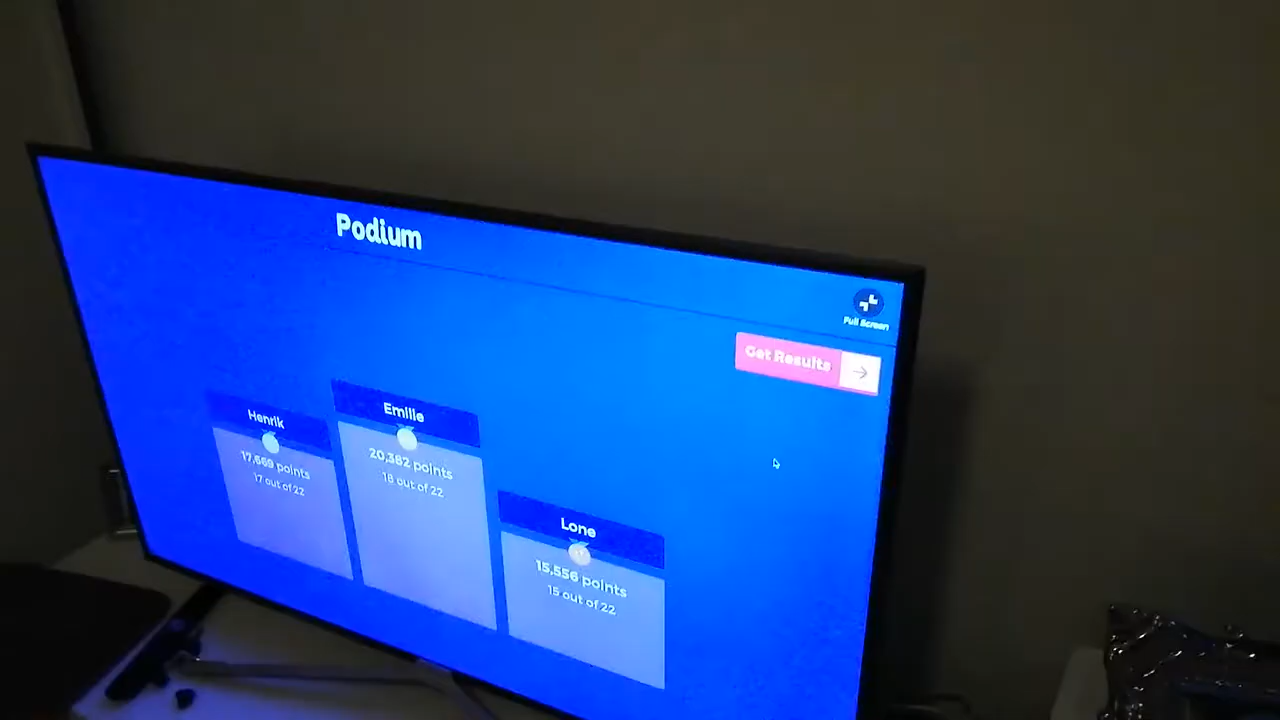 Podium
Full Screen
Get Results
Henrik
17,669 points
17 out of 22
Emilie
20,382 points
18 out of 22
Lone
15,556 points
15 out of 22